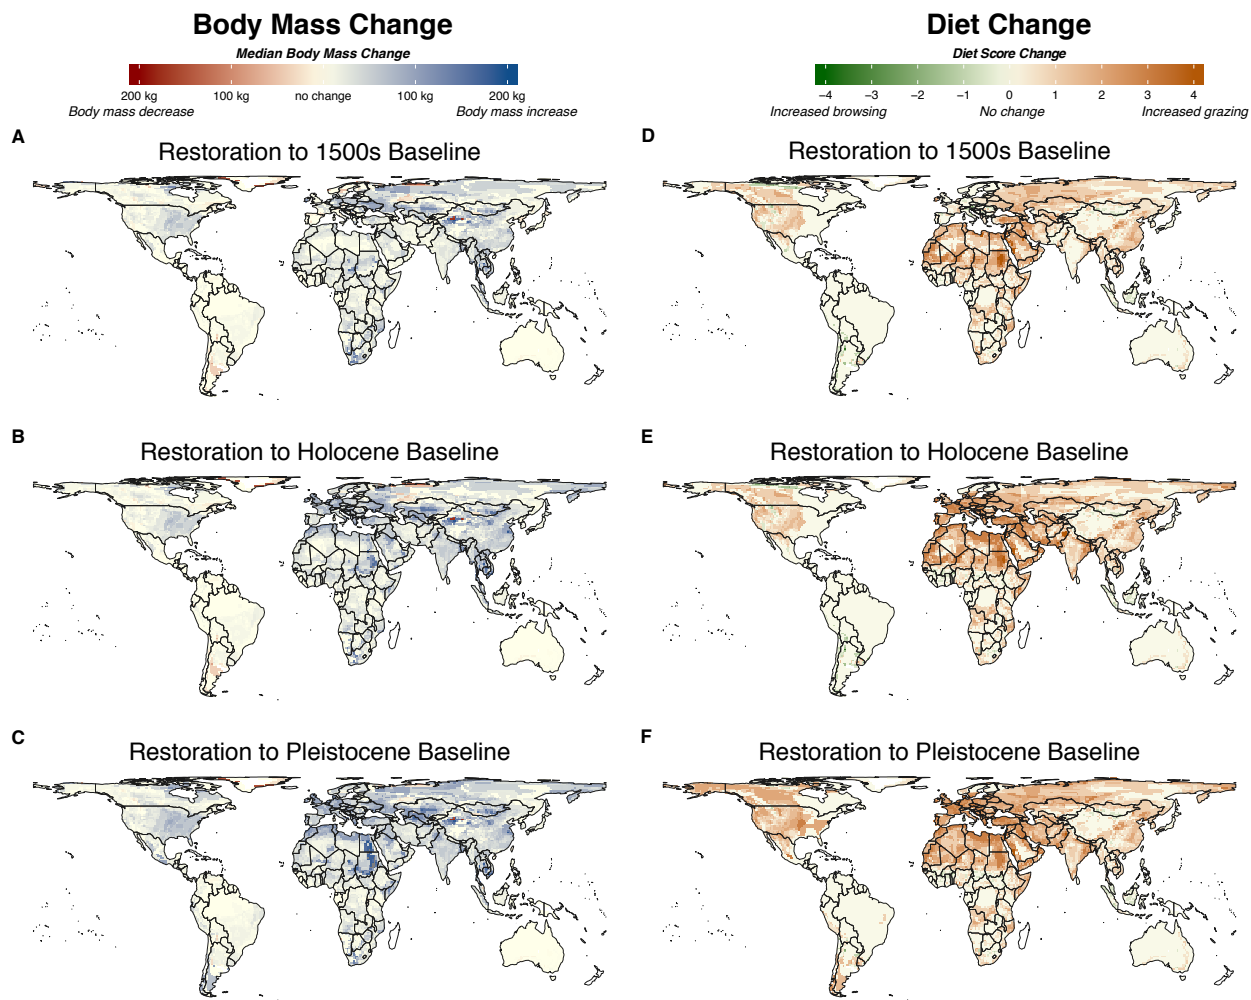 Body Mass Change
Median Body Mass Change
200 kg 100 kg no change 100 kg 200 kg
Body mass decrease Body mass increase
Diet Change
Diet Score Change
−4 −3 −2 −1 0 1 2 3 4
Increased browsing No change Increased grazing
A
Restoration to 1500s Baseline
D
Restoration to 1500s Baseline
B
Restoration to Holocene Baseline
E
Restoration to Holocene Baseline
C
Restoration to Pleistocene Baseline
F
Restoration to Pleistocene Baseline